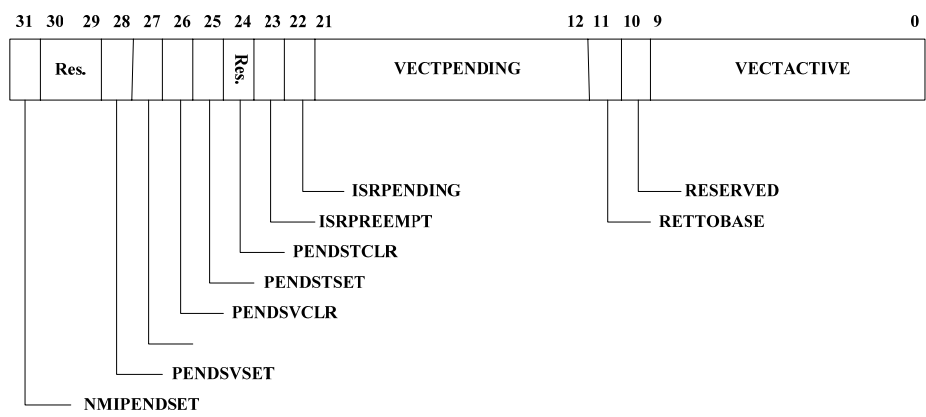 31 30 29 28 27 26 25 24 23 22 21 12 11 10 9 0
Res. Res. VECTPENDING VECTACTIVE
ISRPENDING RESERVED
ISRPREEMPT RETTOBASE
PENDSTCLR
PENDSTSET
PENDSVCLR
PENDSVSET
NMIPENDSET